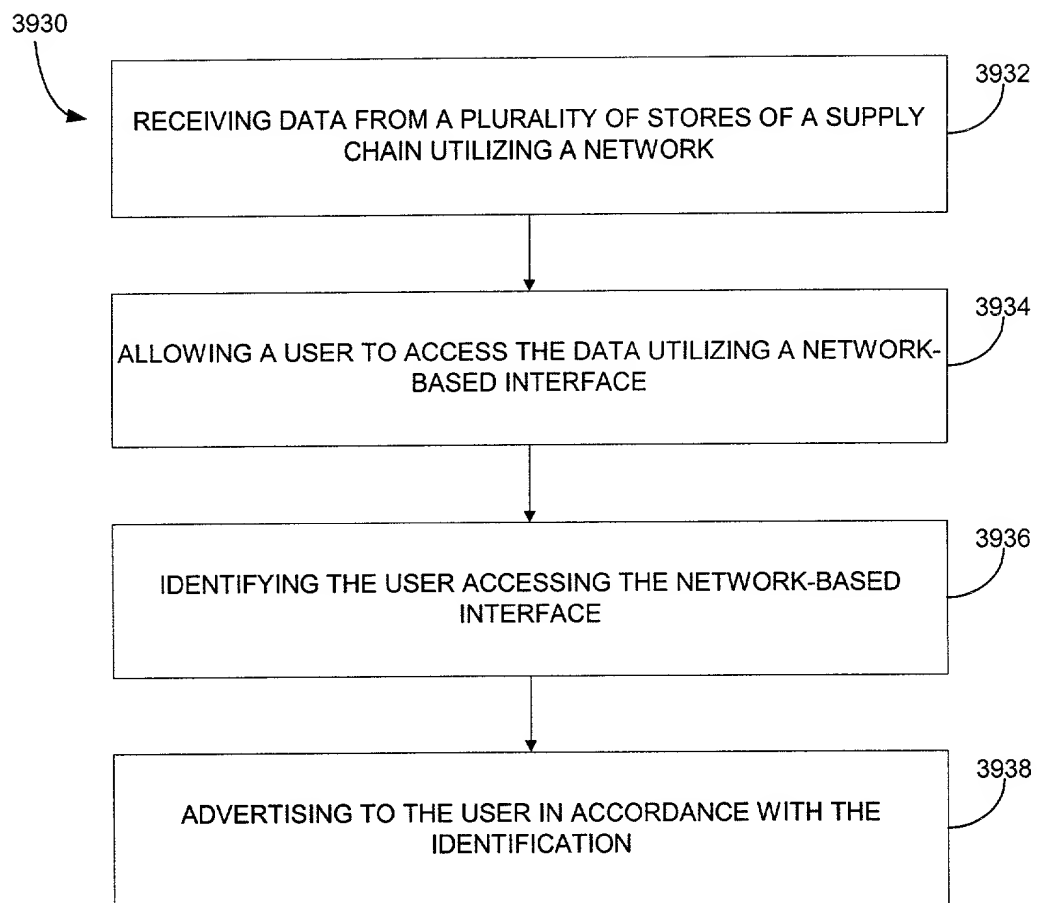 3930
3932
RECEIVING DATA FROM A PLURALITY OF STORES OF A SUPPLY
CHAIN UTILIZING A NETWORK
3934
ALLOWING A USER TO ACCESS THE DATA UTILIZING A NETWORK-
BASED INTERFACE
3936
IDENTIFYING THE USER ACCESSING THE NETWORK-BASED
INTERFACE
3938
ADVERTISING TO THE USER IN ACCORDANCE WITH THE
IDENTIFICATION